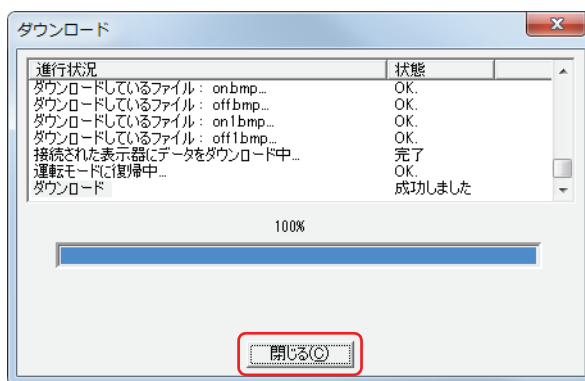 ダウンロード
進行状況 状態
ダウンロードしているファイル： on.bmp... OK.
ダウンロードしているファイル： off.bmp... OK.
ダウンロードしているファイル： on1.bmp... OK.
ダウンロードしているファイル： off1.bmp... OK.
接続された表示器にデータをダウンロード中... 完了
運転モードに復帰中... OK.
ダウンロード 成功しました
100%
閉じる(C)